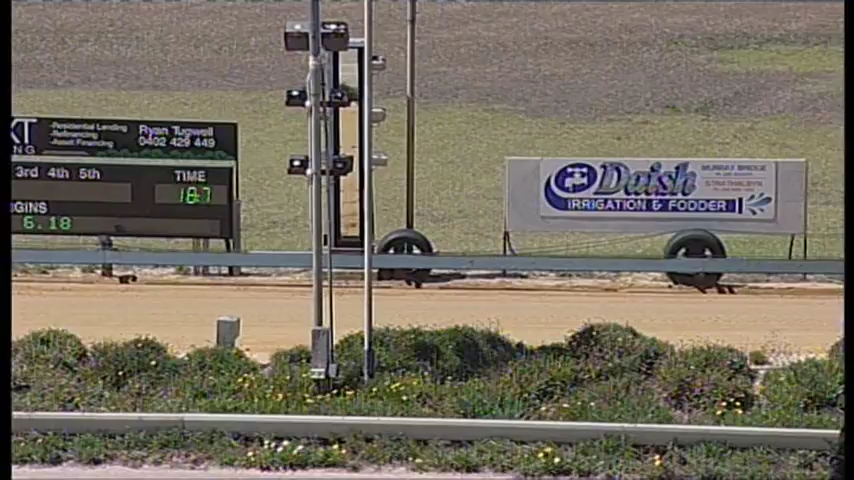 -Residential Lending
-Refinancing
-Asset Financing
Ryan Tugwell
0402 429 449
3rd 4th 5th
TIME
18:7
GINS
6.18
Daish
IRRIGATION & FODDER
MURRAY BRIDGE
STRATHALBYN